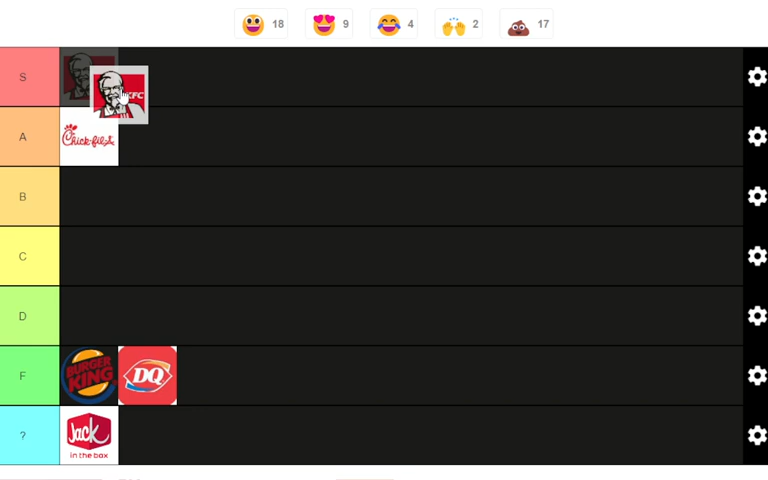 18 9 4 2 17
S
KFC
A Chick-fil-A
B
C
D
F BURGER KING DQ
? Jack
in the box